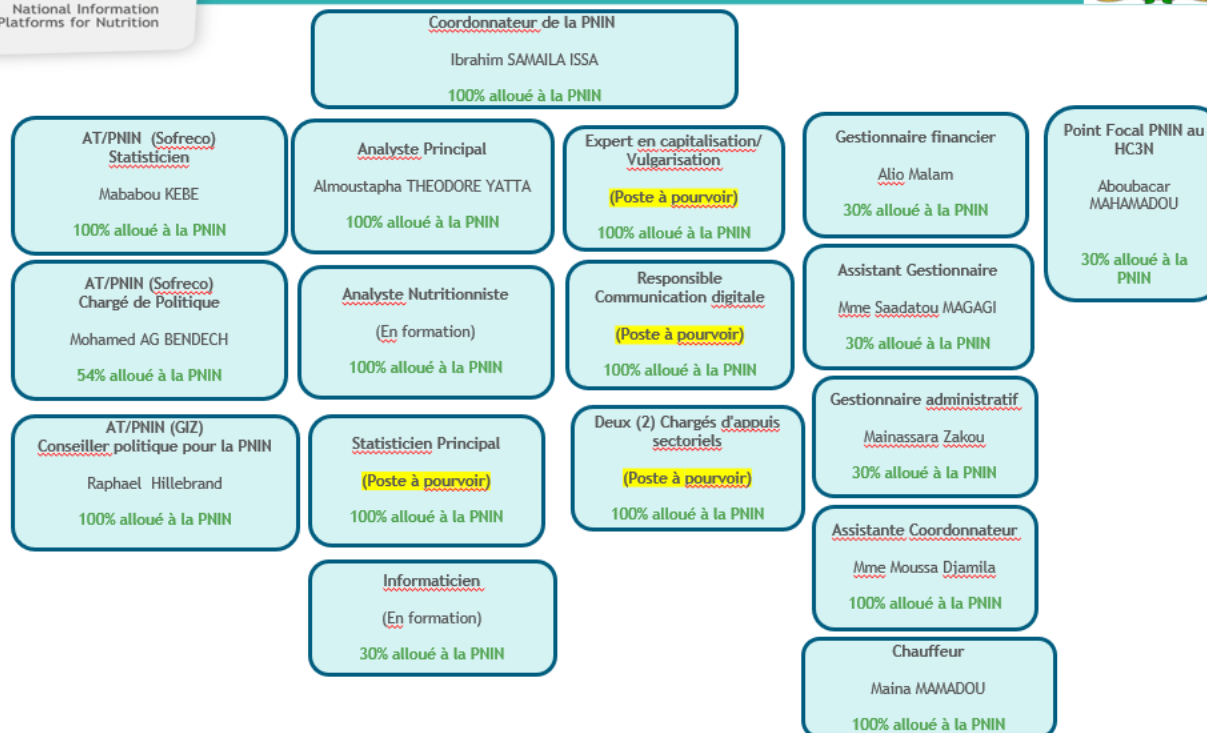 National Information
Platforms for Nutrition
Coordonnateur de la PNIN
Ibrahim SAMAILA ISSA
100% alloué à la PNIN
AT/PNIN (Sofreco)
Statisticien
Mababou KEBE
100% alloué à la PNIN
AT/PNIN (Sofreco)
Chargé de Politique
Mohamed AG BENDECH
54% alloué à la PNIN
AT/PNIN (GIZ)
Conseiller politique pour la PNIN
Raphael Hillebrand
100% alloué à la PNIN
Analyste Principal
Almoustapha THEODORE YATTA
100% alloué à la PNIN
Analyste Nutritionniste
(En formation)
100% alloué à la PNIN
Statisticien Principal
(Poste à pourvoir)
100% alloué à la PNIN
Informaticien
(En formation)
30% alloué à la PNIN
Expert en capitalisation/
Vulgarisation
(Poste à pourvoir)
100% alloué à la PNIN
Responsible
Communication digitale
(Poste à pourvoir)
100% alloué à la PNIN
Deux (2) Chargés d'appuis
sectoriels
(Poste à pourvoir)
100% alloué à la PNIN
Gestionnaire financier
Alio Malam
30% alloué à la PNIN
Assistant Gestionnaire
Mme Saadatou MAGAGI
30% alloué à la PNIN
Gestionnaire administratif
Mainassara Zakou
30% alloué à la PNIN
Assistante Coordonnateur
Mme Moussa Djamila
100% alloué à la PNIN
Chauffeur
Maina MAMADOU
100% alloué à la PNIN
Point Focal PNIN au
HC3N
Aboubacar
MAHAMADOU
30% alloué à la
PNIN